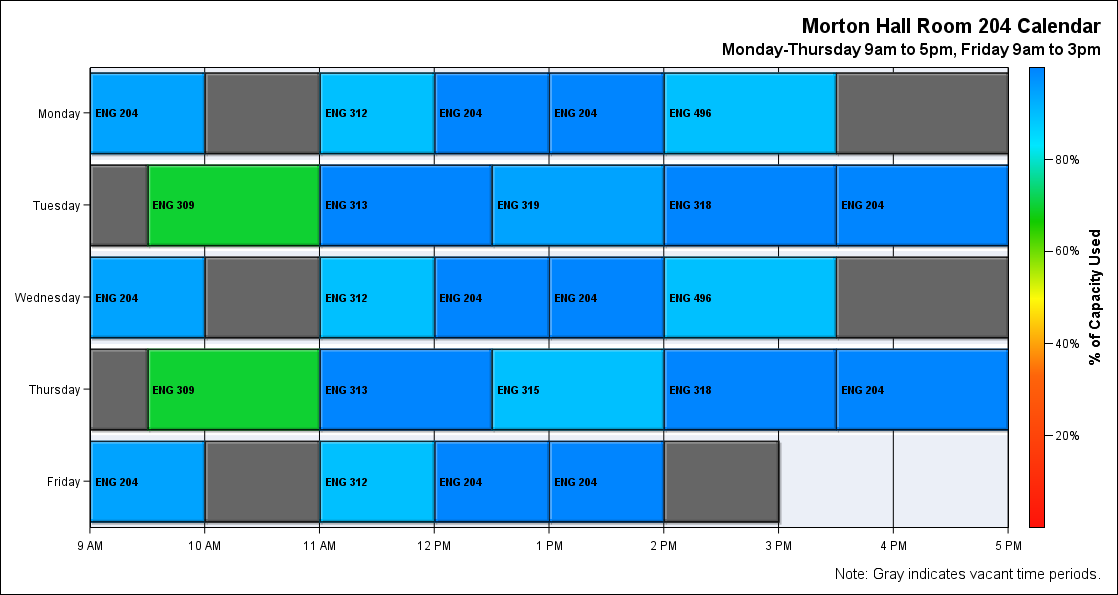 Morton Hall Room 204 Calendar
Monday-Thursday 9am to 5pm, Friday 9am to 3pm
Monday
ENG 204
ENG 312
ENG 204
ENG 204
ENG 496
Tuesday
ENG 309
ENG 313
ENG 319
ENG 318
ENG 204
Wednesday
ENG 204
ENG 312
ENG 204
ENG 204
ENG 496
Thursday
ENG 309
ENG 313
ENG 315
ENG 318
ENG 204
Friday
ENG 204
ENG 312
ENG 204
ENG 204
9 AM
10 AM
11 AM
12 PM
1 PM
2 PM
3 PM
4 PM
5 PM
80%
60%
40%
20%
% of Capacity Used
Note: Gray indicates vacant time periods.